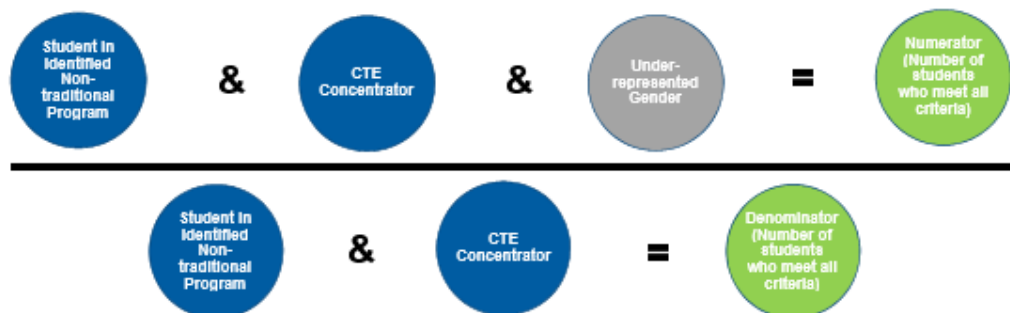 Student in
Identified
Non-
traditional
Program
&
CTE
Concentrator
&
Under-
represented
Gender
=
Numerator
(Number of
students
who meet all
criteria)
Student in
Identified
Non-
traditional
Program
&
CTE
Concentrator
=
Denominator
(Number of
students
who meet all
criteria)